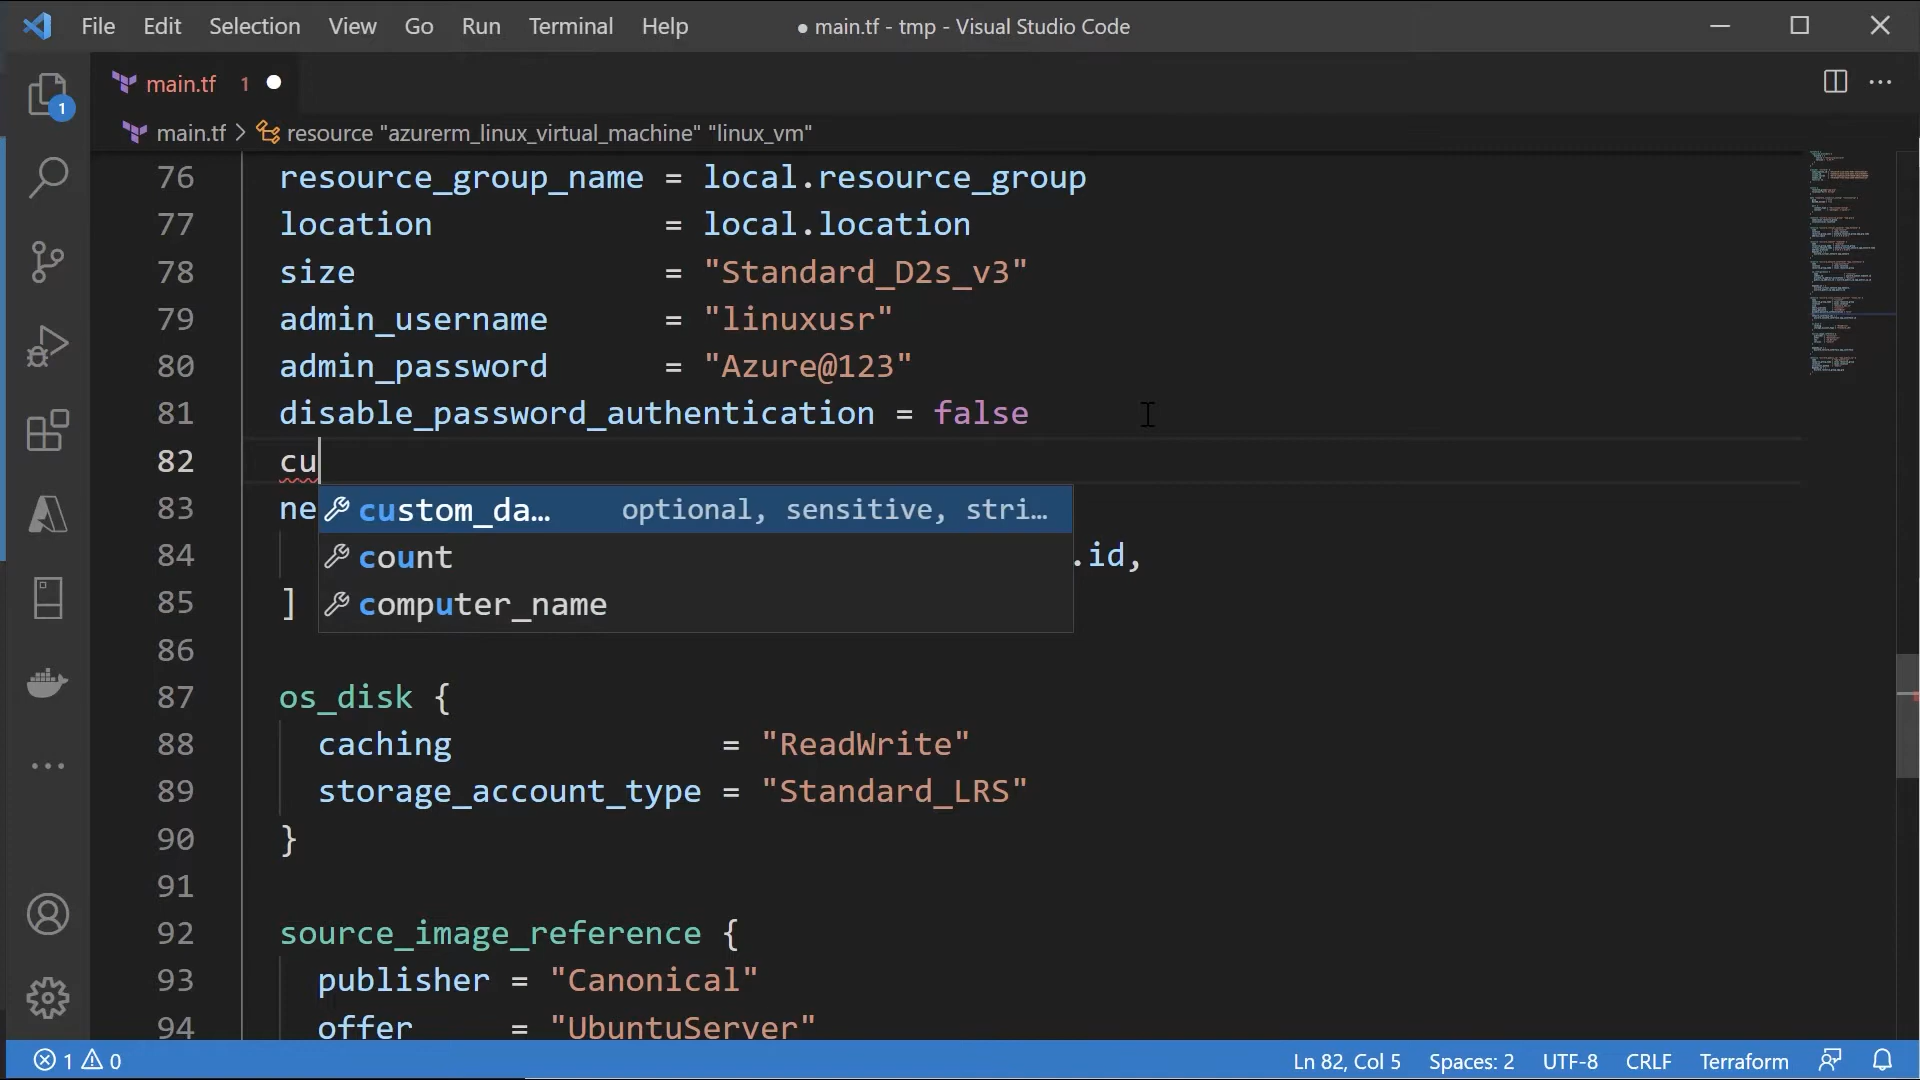 File Edit Selection View Go Run Terminal Help ● main.tf - tmp - Visual Studio Code
main.tf 1 ●
1
main.tf > resource "azurerm_linux_virtual_machine" "linux_vm"
76 resource_group_name = local.resource_group
77 location = local.location
78 size = "Standard_D2s_v3"
79 admin_username = "linuxusr"
80 admin_password = "Azure@123"
81 disable_password_authentication = false
82 cu
83 ne custom_da… optional, sensitive, stri…
84 count .id,
85 ] computer_name
86
87 os_disk {
88 caching = "ReadWrite"
89 storage_account_type = "Standard_LRS"
90 }
91
92 source_image_reference {
93 publisher = "Canonical"
94 offer = "UbuntuServer"
1 0 Ln 82, Col 5 Spaces: 2 UTF-8 CRLF Terraform